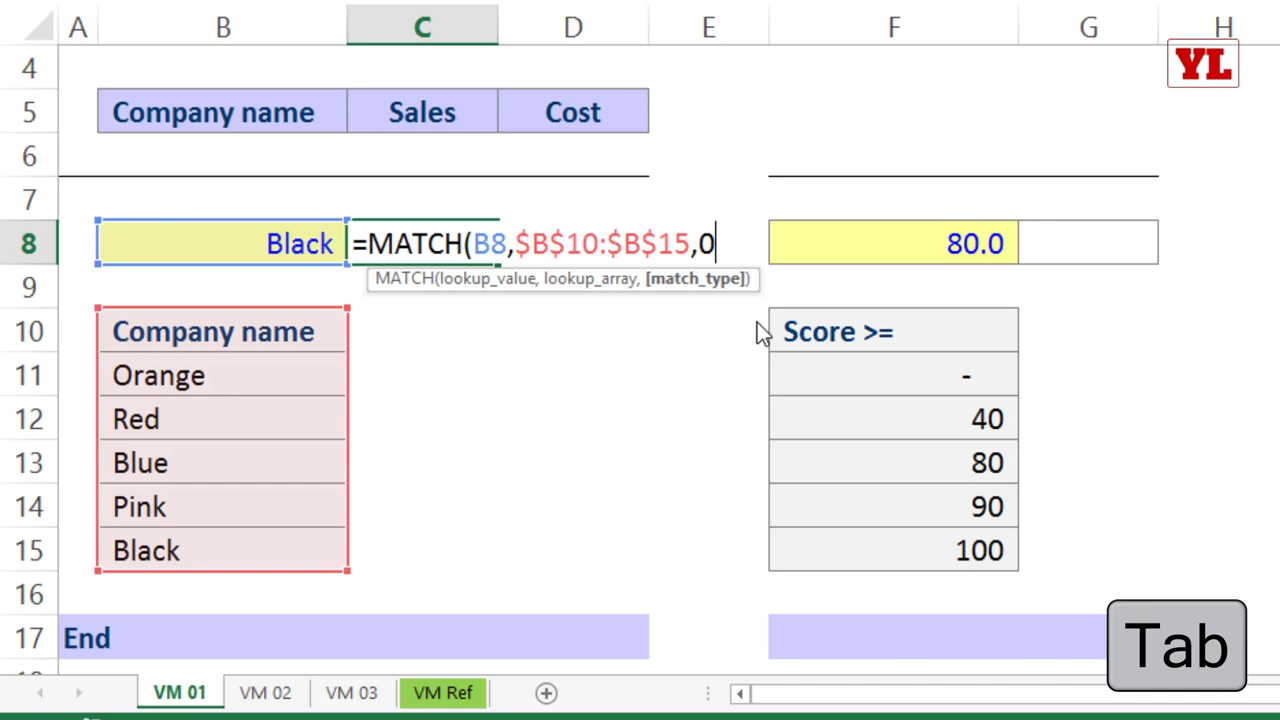 A B C D E F G H
YL
4
5 Company name Sales Cost
6
7
8 Black =MATCH(B8,$B$10:$B$15,0 80.0
MATCH(lookup_value, lookup_array, [match_type])
9
10 Company name Score >=
11 Orange -
12 Red 40
13 Blue 80
14 Pink 90
15 Black 100
16
17 End
Tab
VM 01 VM 02 VM 03 VM Ref